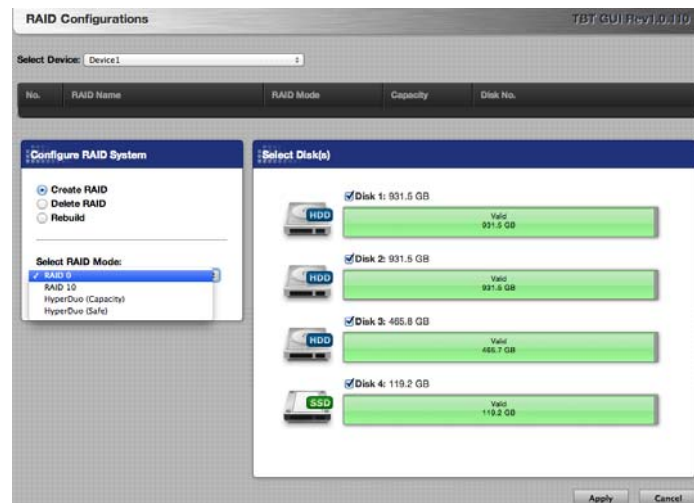 RAID Configurations
TBT GUI Rev1.0.110
Select Device: Device1
No. RAID Name RAID Mode Capacity Disk No.
Configure RAID System
Create RAID
Delete RAID
Rebuild
Select RAID Mode:
✓ RAID 0
RAID 10
HyperDuo (Capacity)
HyperDuo (Safe)
Select Disk(s)
HDD
Disk 1: 931.5 GB
Valid
931.5 GB
HDD
Disk 2: 931.5 GB
Valid
931.5 GB
HDD
Disk 3: 465.8 GB
Valid
465.7 GB
SSD
Disk 4: 119.2 GB
Valid
119.2 GB
Apply Cancel